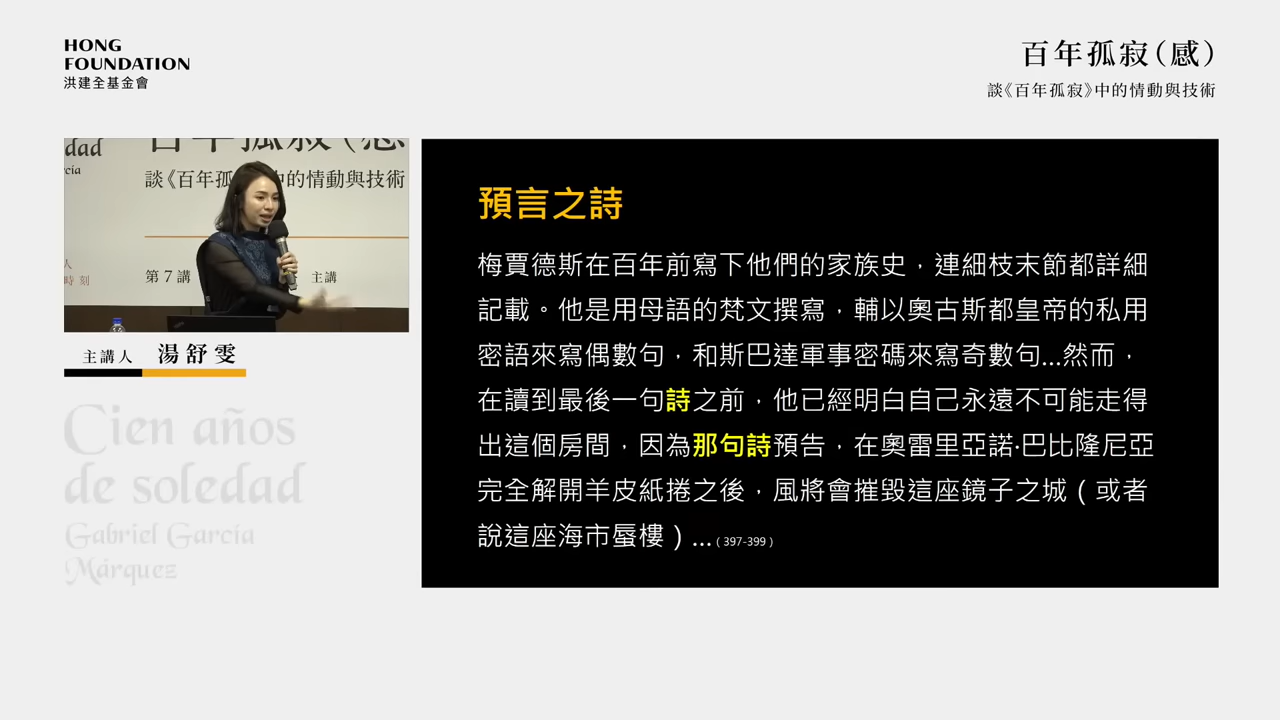 HONG
FOUNDATION
洪建全基金會
百年孤寂(感)
談《百年孤寂》中的情動與技術
dad
cía
百年孤寂(感
談《百年孤 中的情動與技術
人
時刻
第7講
主講
主講人 湯舒雯
Cien años
de soledad
Gabriel García
Márquez
預言之詩
梅賈德斯在百年前寫下他們的家族史，連細枝末節都詳細
記載。他是用母語的梵文撰寫，輔以奧古斯都皇帝的私用
密語來寫偶數句，和斯巴達軍事密碼來寫奇數句...然而，
在讀到最後一句詩之前，他已經明白自己永遠不可能走得
出這個房間，因為那句詩預告，在奧雷里亞諾·巴比隆尼亞
完全解開羊皮紙捲之後，風將會摧毀這座鏡子之城（或者
說這座海市蜃樓）...（397-399）